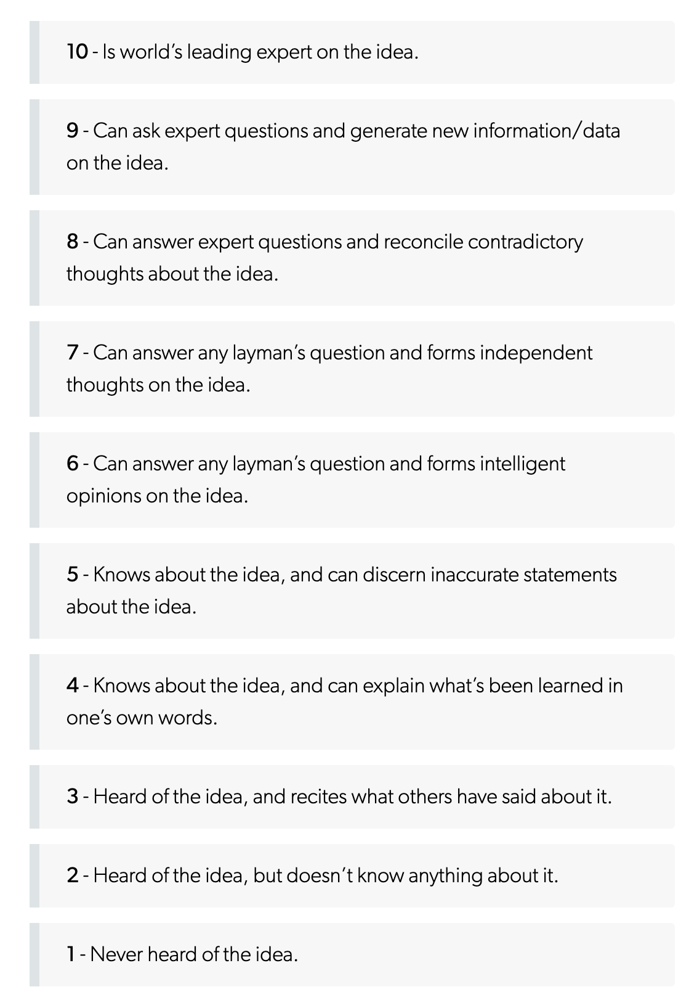 10 - Is world’s leading expert on the idea.
9 - Can ask expert questions and generate new information/data
on the idea.
8 - Can answer expert questions and reconcile contradictory
thoughts about the idea.
7 - Can answer any layman’s question and forms independent
thoughts on the idea.
6 - Can answer any layman’s question and forms intelligent
opinions on the idea.
5 - Knows about the idea, and can discern inaccurate statements
about the idea.
4 - Knows about the idea, and can explain what’s been learned in
one’s own words.
3 - Heard of the idea, and recites what others have said about it.
2 - Heard of the idea, but doesn’t know anything about it.
1 - Never heard of the idea.